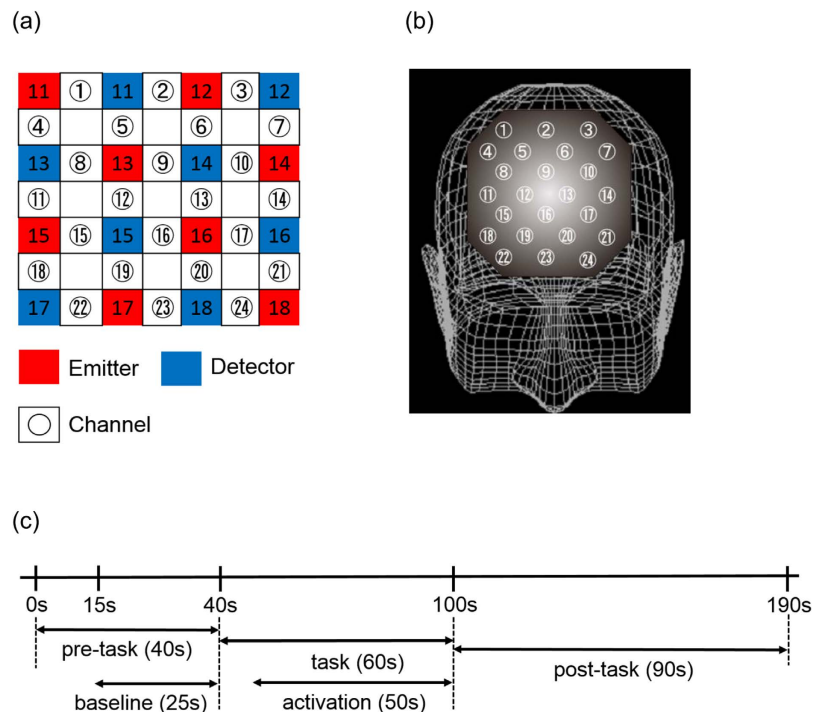 (a)
11 ① 11 ② 12 ③ 12
④ ⑤ ⑥ ⑦
13 ⑧ 13 ⑨ 14 ⑩ 14
⑪ ⑫ ⑬ ⑭
15 ⑮ 15 ⑯ 16 ⑰ 16
⑱ ⑲ ⑳ ㉑
17 ㉒ 17 ㉓ 18 ㉔ 18
Emitter Detector
Channel
(b)
① ② ③
④ ⑤ ⑥ ⑦
⑧ ⑨ ⑩
⑪ ⑫ ⑬ ⑭
⑮ ⑯ ⑰
⑱ ⑲ ⑳ ㉑
㉒ ㉓ ㉔
(c)
0s 15s 40s 100s 190s
pre-task (40s) task (60s) post-task (90s)
baseline (25s) activation (50s)